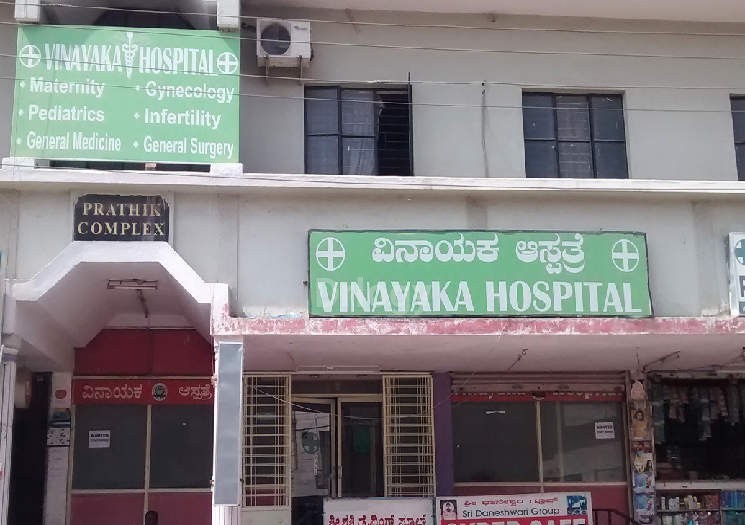 VINAYAKA HOSPITAL
• Maternity • Gynecology
• Pediatrics • Infertility
• General Medicine • General Surgery
PRATHIK
COMPLEX
ವಿನಾಯಕ ಆಸ್ಪತ್ರೆ
VINAYAKA HOSPITAL
ವಿನಾಯಕ ಆಸ್ಪತ್ರೆ
Sri Daneshwari Group